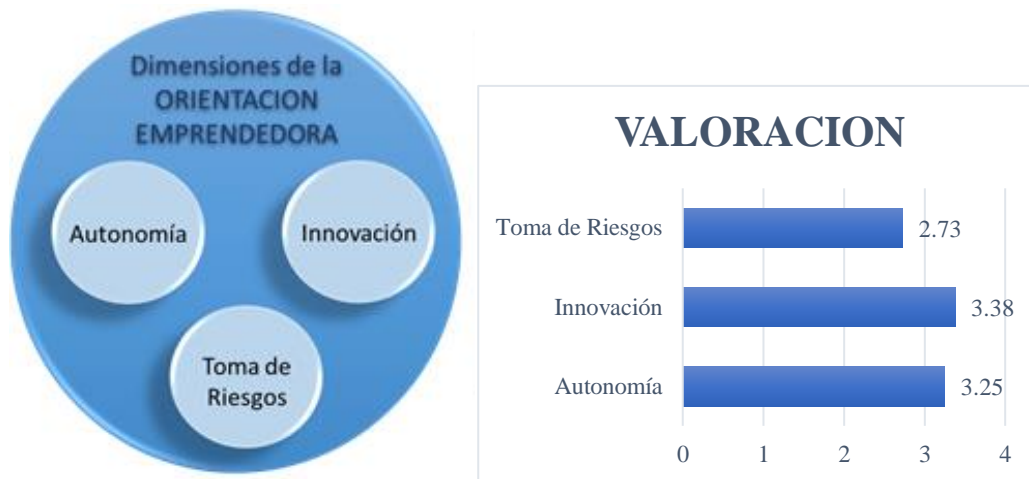 Dimensiones de la
ORIENTACION
EMPRENDEDORA
Autonomía
Innovación
Toma de
Riesgos
VALORACION
Toma de Riesgos
2.73
Innovación
3.38
Autonomía
3.25
0 1 2 3 4